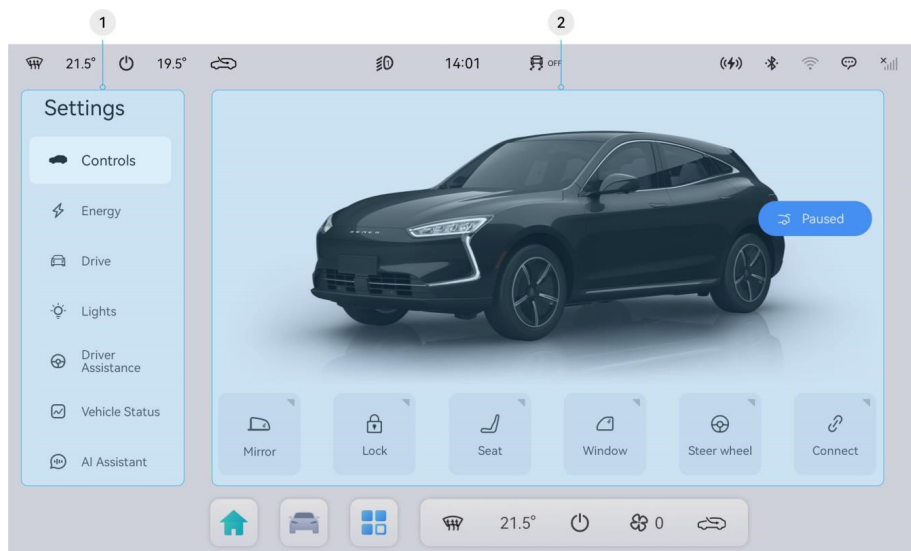 1
2
21.5°
19.5°
14:01
OFF
Settings
Controls
Energy
Drive
Lights
Driver
Assistance
Vehicle Status
AI Assistant
Paused
Mirror
Lock
Seat
Window
Steer wheel
Connect
21.5°
0